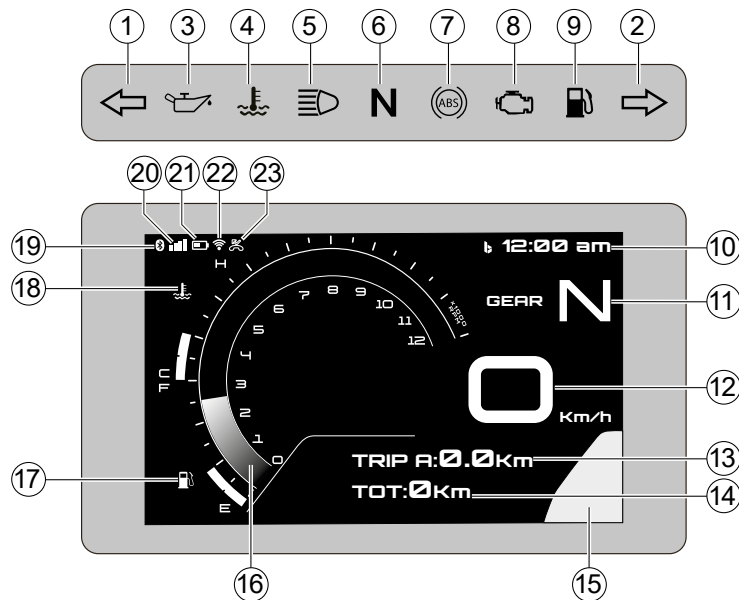 1 3 4 5 6 7 8 9 2
N ABS
20 21 22 23
19 10
12:00 am
H
18
GEAR N 11
x1000 RPM
0 1 2 3 4 5 6 7 8 9 10 11 12
C
F
0 Km/h 12
17
TRIP A:0.0Km 13
TOT:0Km 14
E
16 15